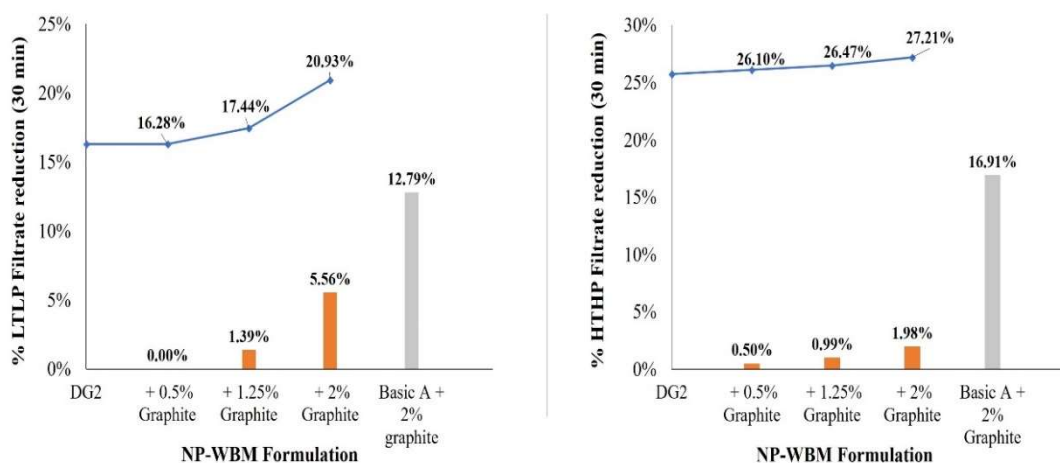 % LTLP Filtrate reduction (30 min)
25%
20%
15%
10%
5%
0%
16.28%
17.44%
20.93%
12.79%
0.00%
1.39%
5.56%
DG2
+ 0.5%
Graphite
+ 1.25%
Graphite
+ 2%
Graphite
Basic A +
2%
graphite
NP-WBM Formulation
% HTHP Filtrate reduction (30 min)
30%
25%
20%
15%
10%
5%
0%
26.10%
26.47%
27.21%
16.91%
0.50%
0.99%
1.98%
DG2
+ 0.5%
Graphite
+ 1.25%
Graphite
+ 2%
Graphite
Basic A +
2%
Graphite
NP-WBM Formulation